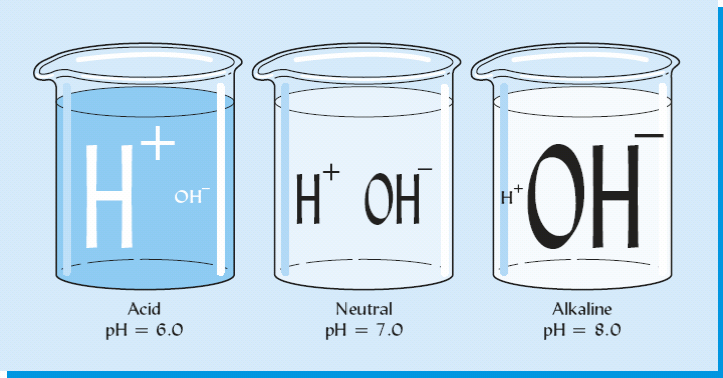 H⁺ OH⁻
H⁺ OH⁻
H⁺ OH⁻
Acid
pH = 6.0
Neutral
pH = 7.0
Alkaline
pH = 8.0